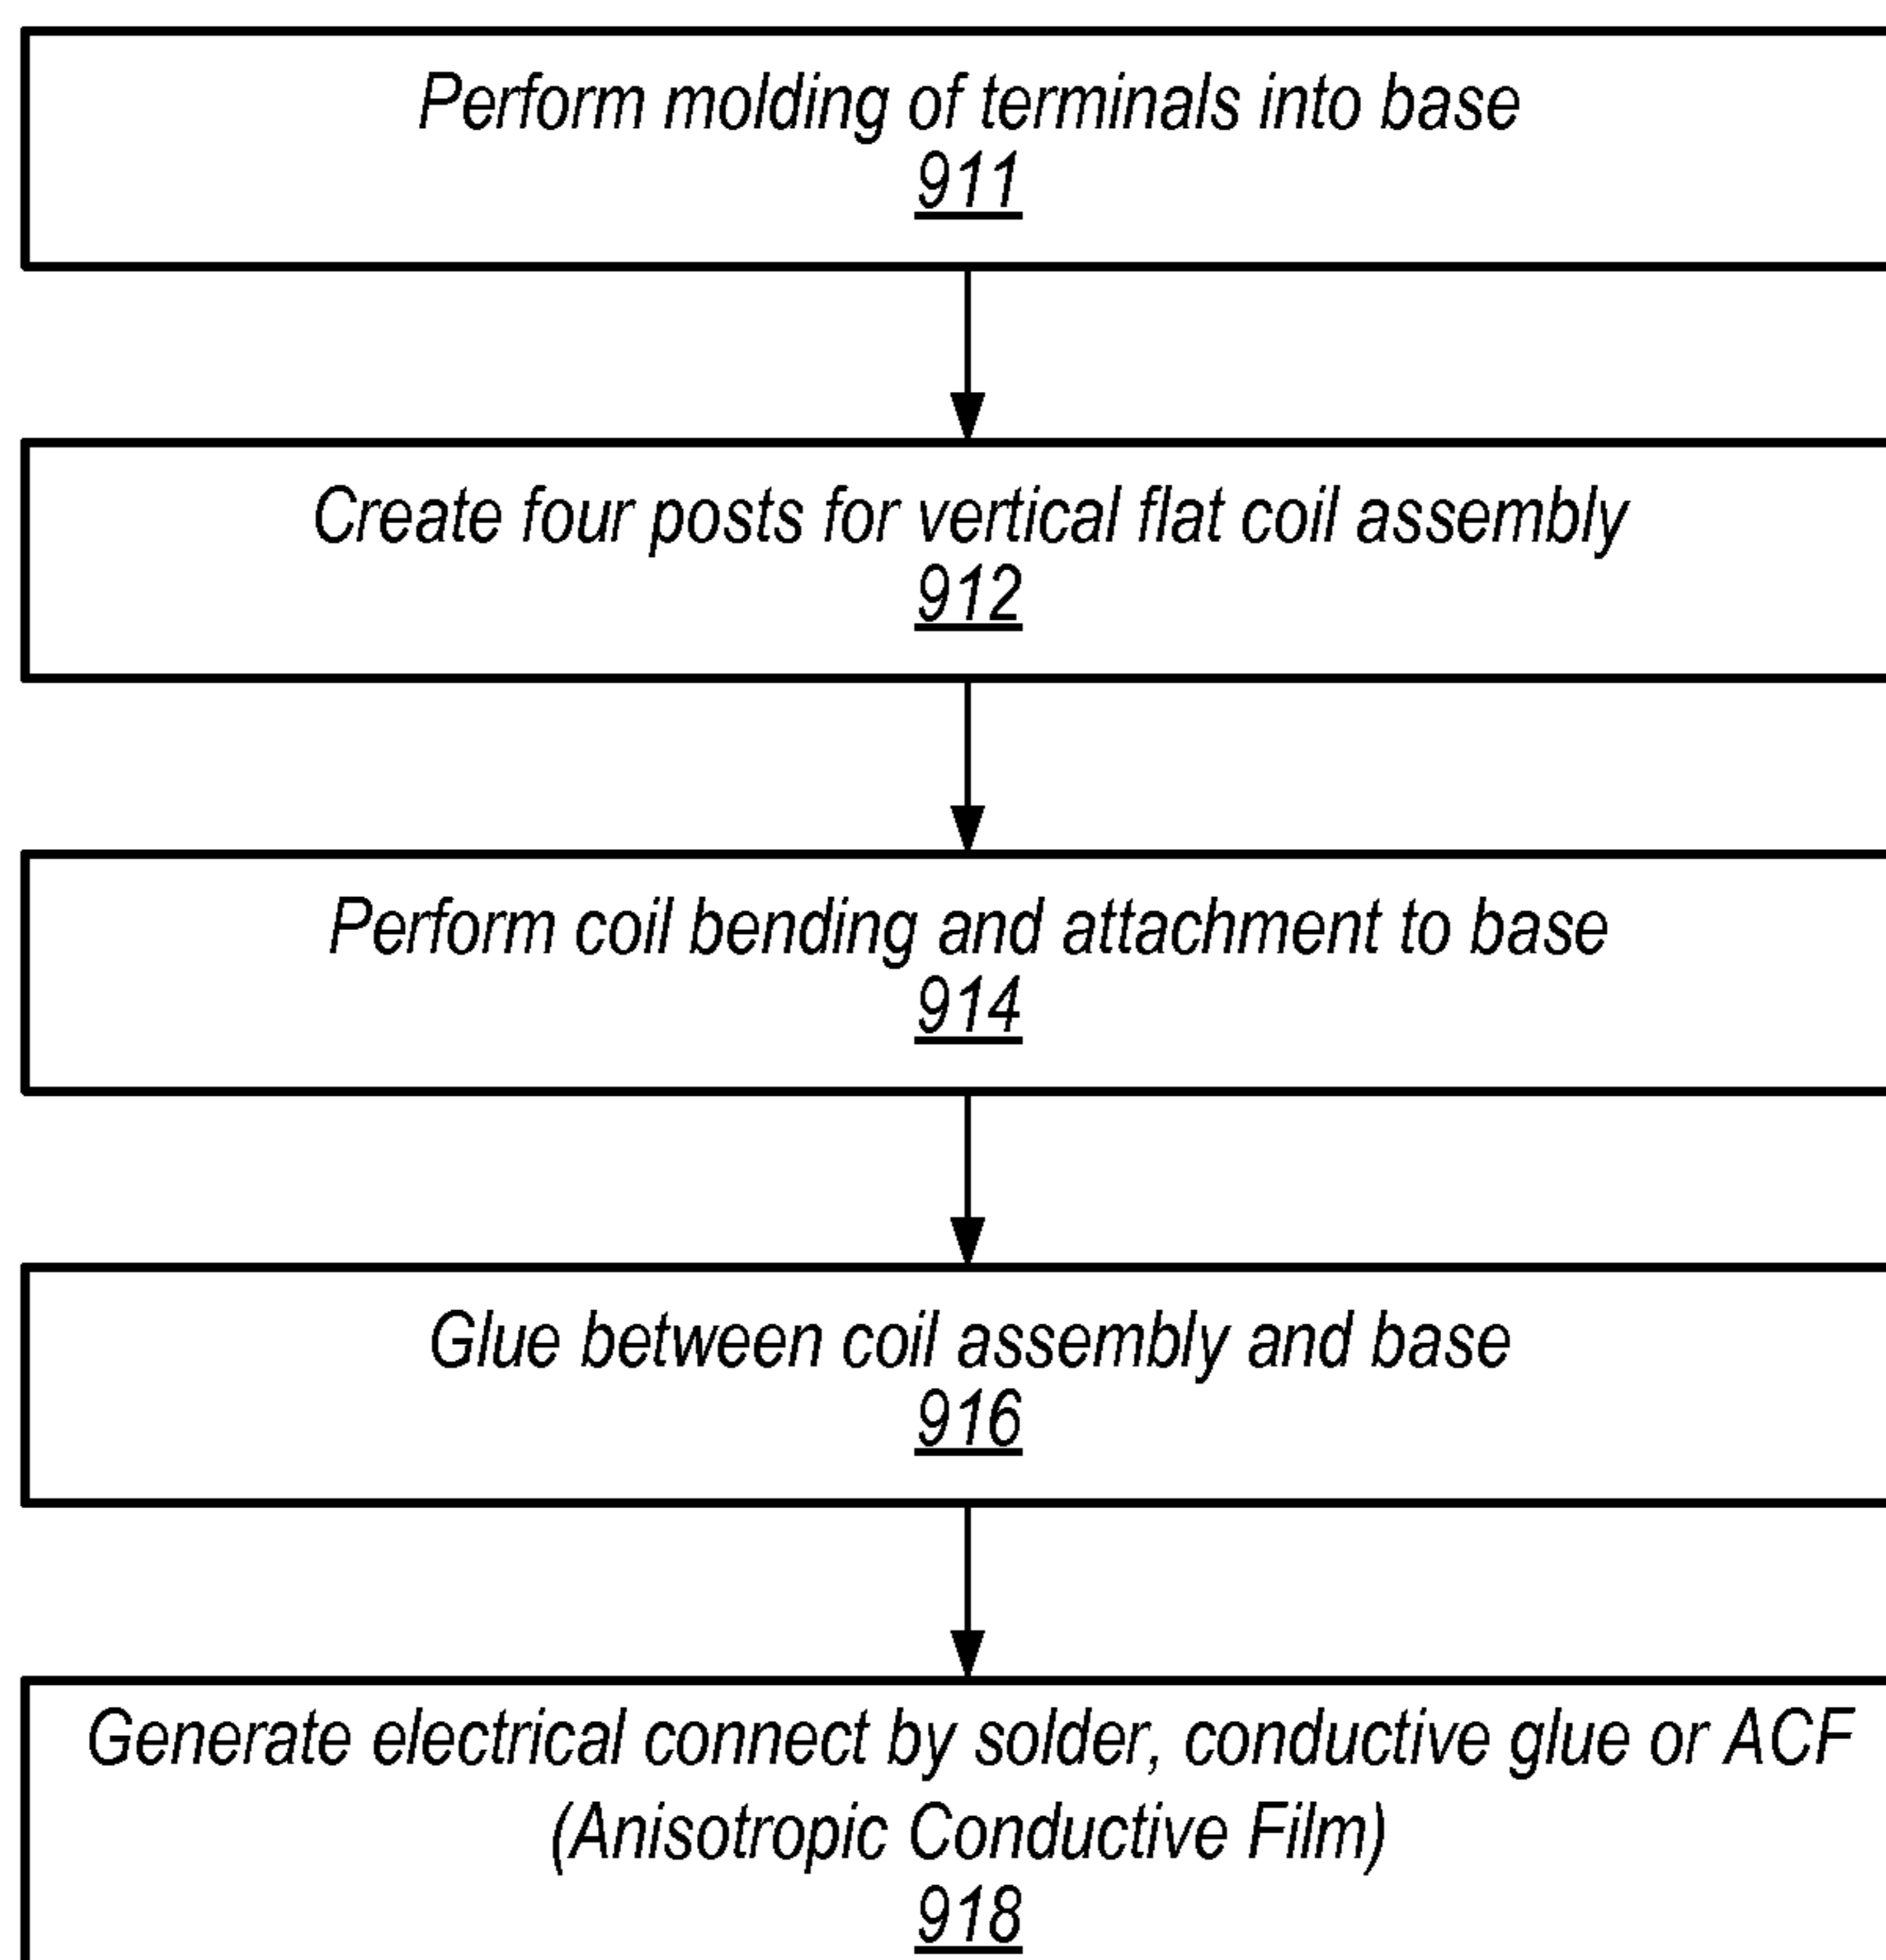 Perform molding of terminals into base
911
Create four posts for vertical flat coil assembly
912
Perform coil bending and attachment to base
914
Glue between coil assembly and base
916
Generate electrical connect by solder, conductive glue or ACF
(Anisotropic Conductive Film)
918